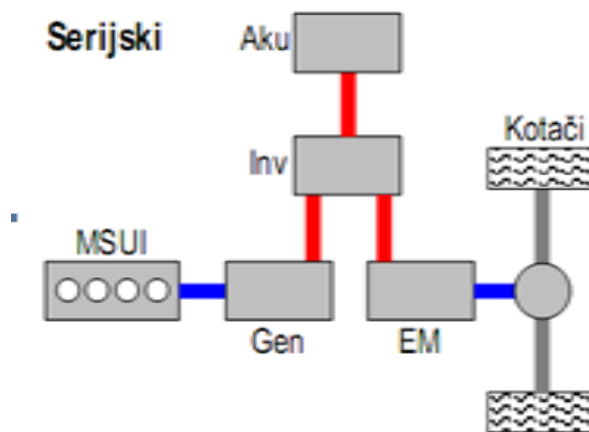 Serijski
Aku
Inv
Kotači
MSUI
Gen
EM